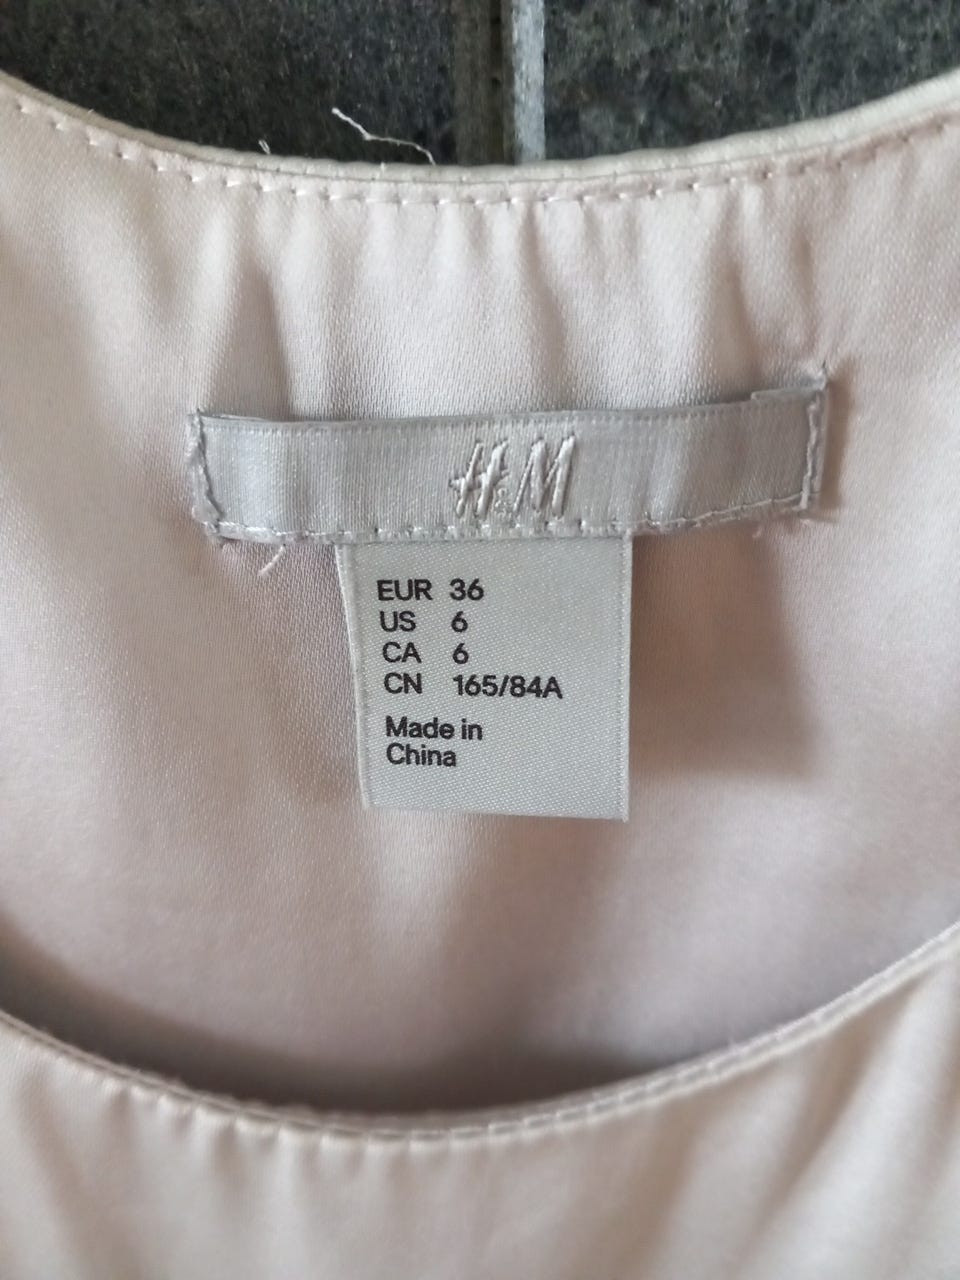 H&M
EUR 36
US 6
CA 6
CN 165/84A
Made in
China